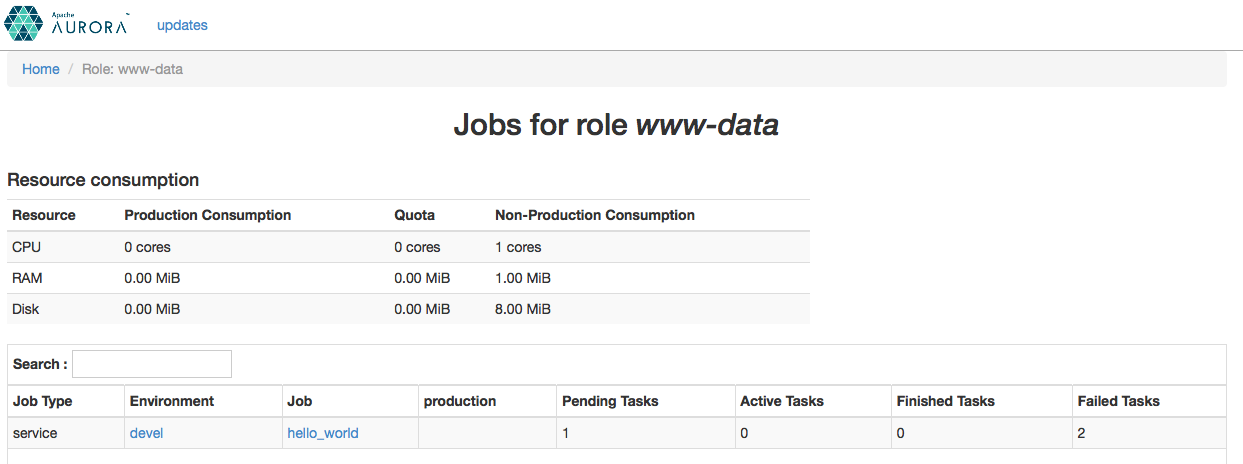 Apache
AURORA™ updates
Home / Role: www-data
Jobs for role www-data
Resource consumption
Resource Production Consumption Quota Non-Production Consumption
CPU 0 cores 0 cores 1 cores
RAM 0.00 MiB 0.00 MiB 1.00 MiB
Disk 0.00 MiB 0.00 MiB 8.00 MiB
Search :
Job Type Environment Job production Pending Tasks Active Tasks Finished Tasks Failed Tasks
service devel hello_world 1 0 0 2